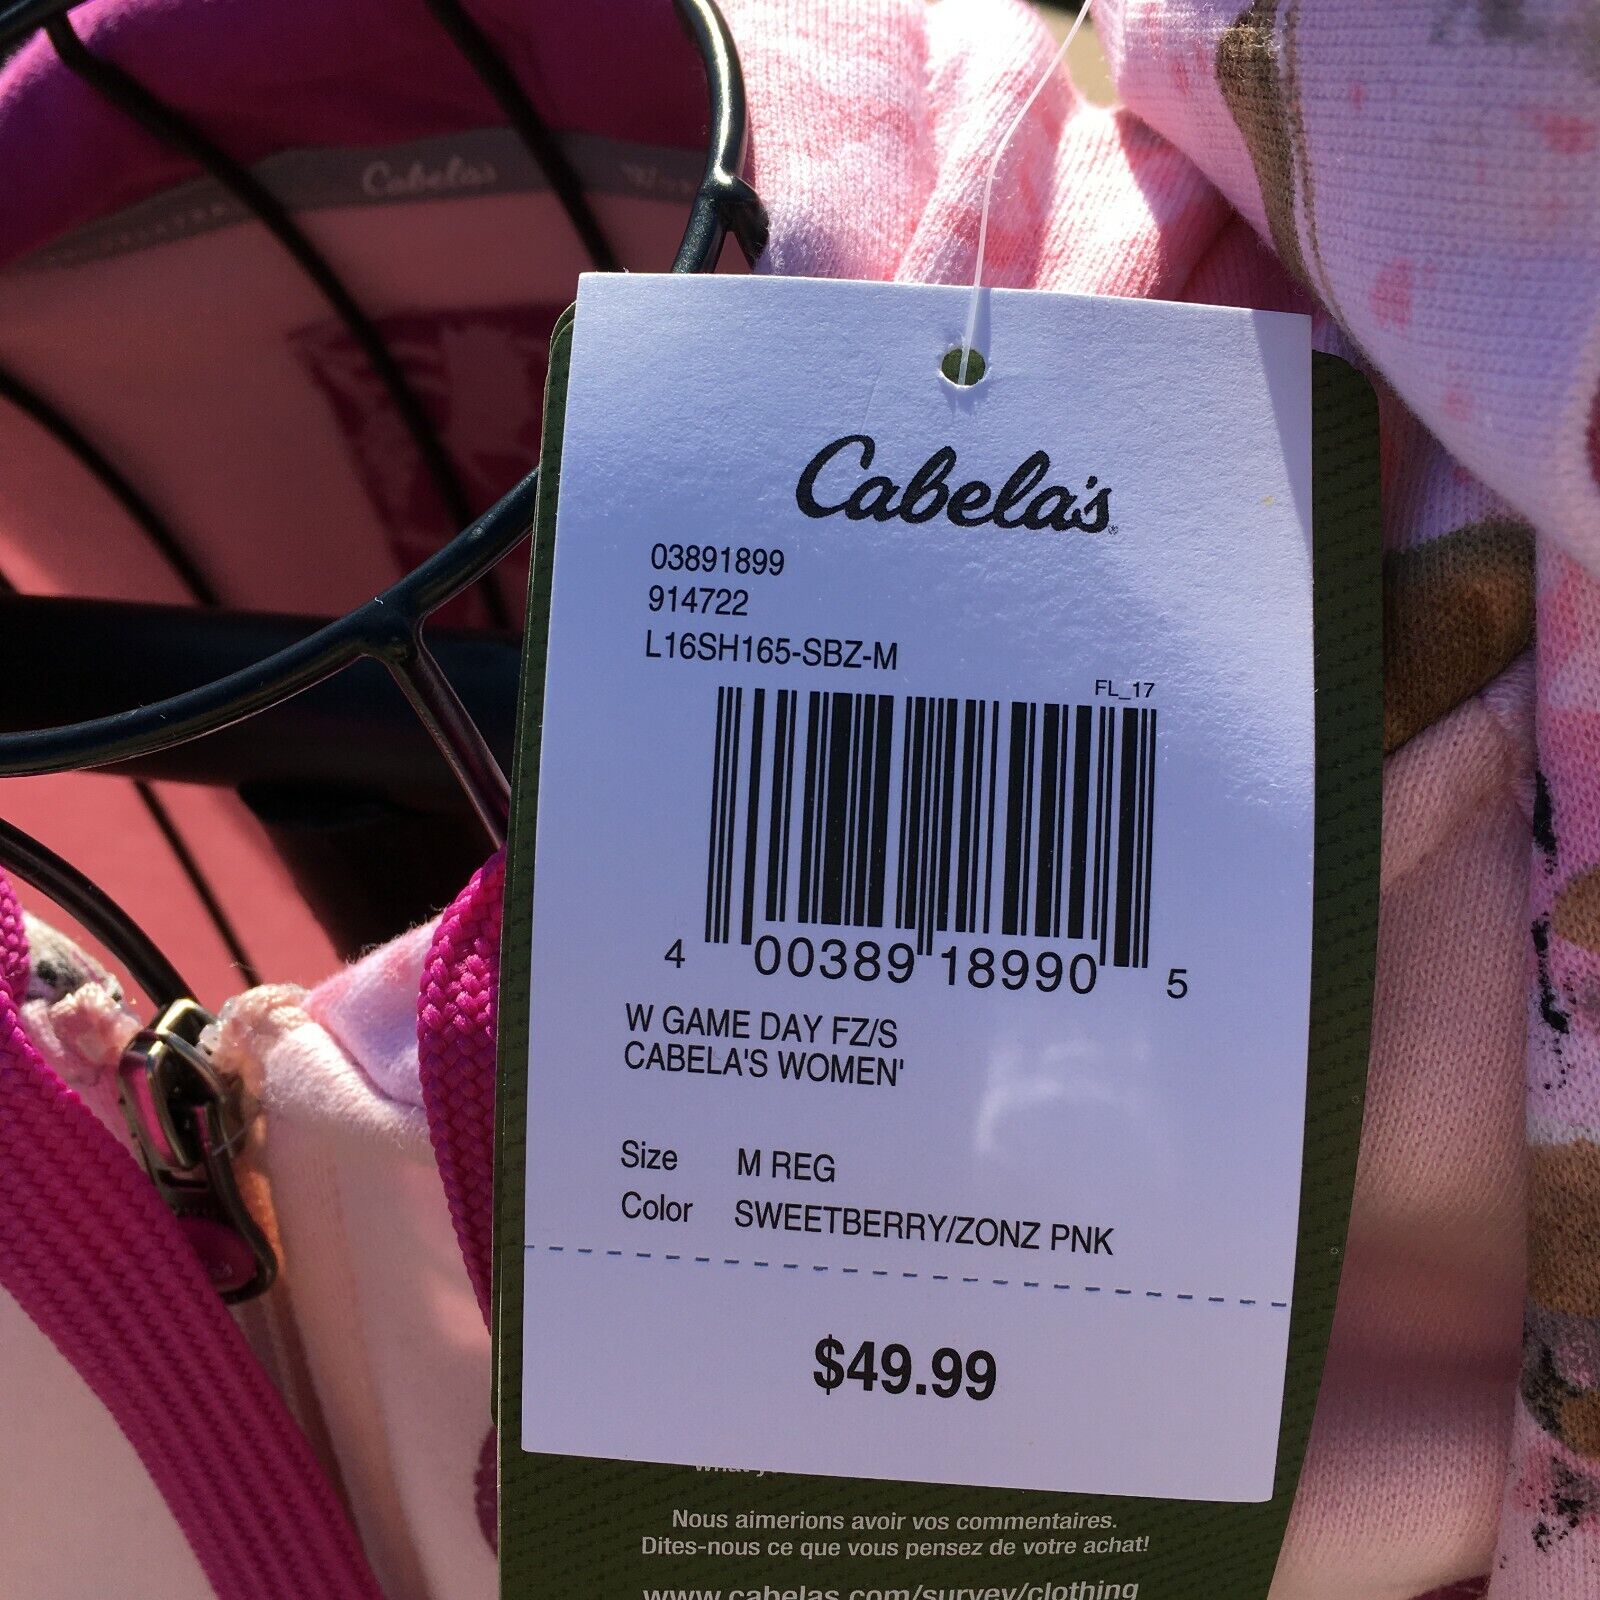 Cabela's
Cabela's
03891899
914722
L16SH165-SBZ-M
FL_17
4 00389 18990 5
W GAME DAY FZ/S
CABELA'S WOMEN'
Size M REG
Color SWEETBERRY/ZONZ PNK
$49.99
Nous aimerions avoir vos commentaires.
Dites-nous ce que vous pensez de votre achat!
www.cabelas.com/survey/clothing